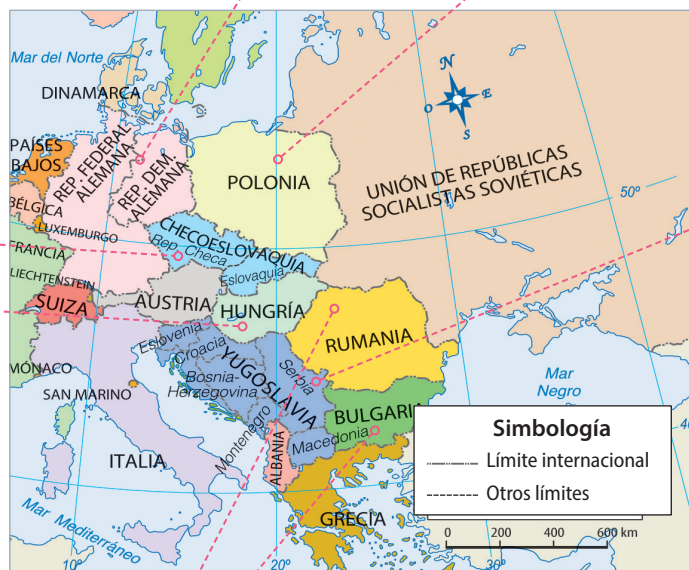 Mar del Norte
DINAMARCA
N
O
E
S
PAÍSES
BAJOS
REP. FEDERAL
ALEMANA
REP. DEM.
ALEMANA
POLONIA
UNIÓN DE REPÚBLICAS
SOCIALISTAS SOVIÉTICAS
50º
BÉLGICA
LUXEMBURGO
CHECOESLOVAQUIA
Rep. Checa
Eslovaquia
FRANCIA
LIECHTENSTEIN
SUIZA
AUSTRIA
HUNGRÍA
RUMANIA
Eslovenia
Croacia
Bosnia-
Herzegovina
YUGOSLAVIA
Serbia
Mar
Negro
MÓNACO
SAN MARINO
Montenegro
BULGARIA
Macedonia
ALBANIA
ITALIA
GRECIA
Mar Mediterráneo
Simbología
Límite internacional
Otros límites
0 200 400 600 km
10º
20º
30º